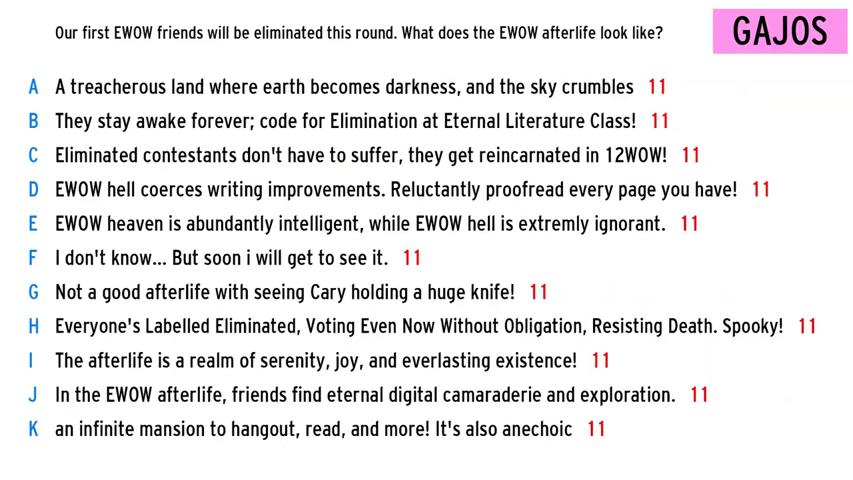 Our first EWOW friends will be eliminated this round. What does the EWOW afterlife look like?
GAJOS
A A treacherous land where earth becomes darkness, and the sky crumbles 11
B They stay awake forever; code for Elimination at Eternal Literature Class! 11
C Eliminated contestants don't have to suffer, they get reincarnated in 12WOW! 11
D EWOW hell coerces writing improvements. Reluctantly proofread every page you have! 11
E EWOW heaven is abundantly intelligent, while EWOW hell is extremly ignorant. 11
F I don't know... But soon i will get to see it. 11
G Not a good afterlife with seeing Cary holding a huge knife! 11
H Everyone's Labelled Eliminated, Voting Even Now Without Obligation, Resisting Death. Spooky! 11
I The afterlife is a realm of serenity, joy, and everlasting existence! 11
J In the EWOW afterlife, friends find eternal digital camaraderie and exploration. 11
K an infinite mansion to hangout, read, and more! It's also anechoic 11